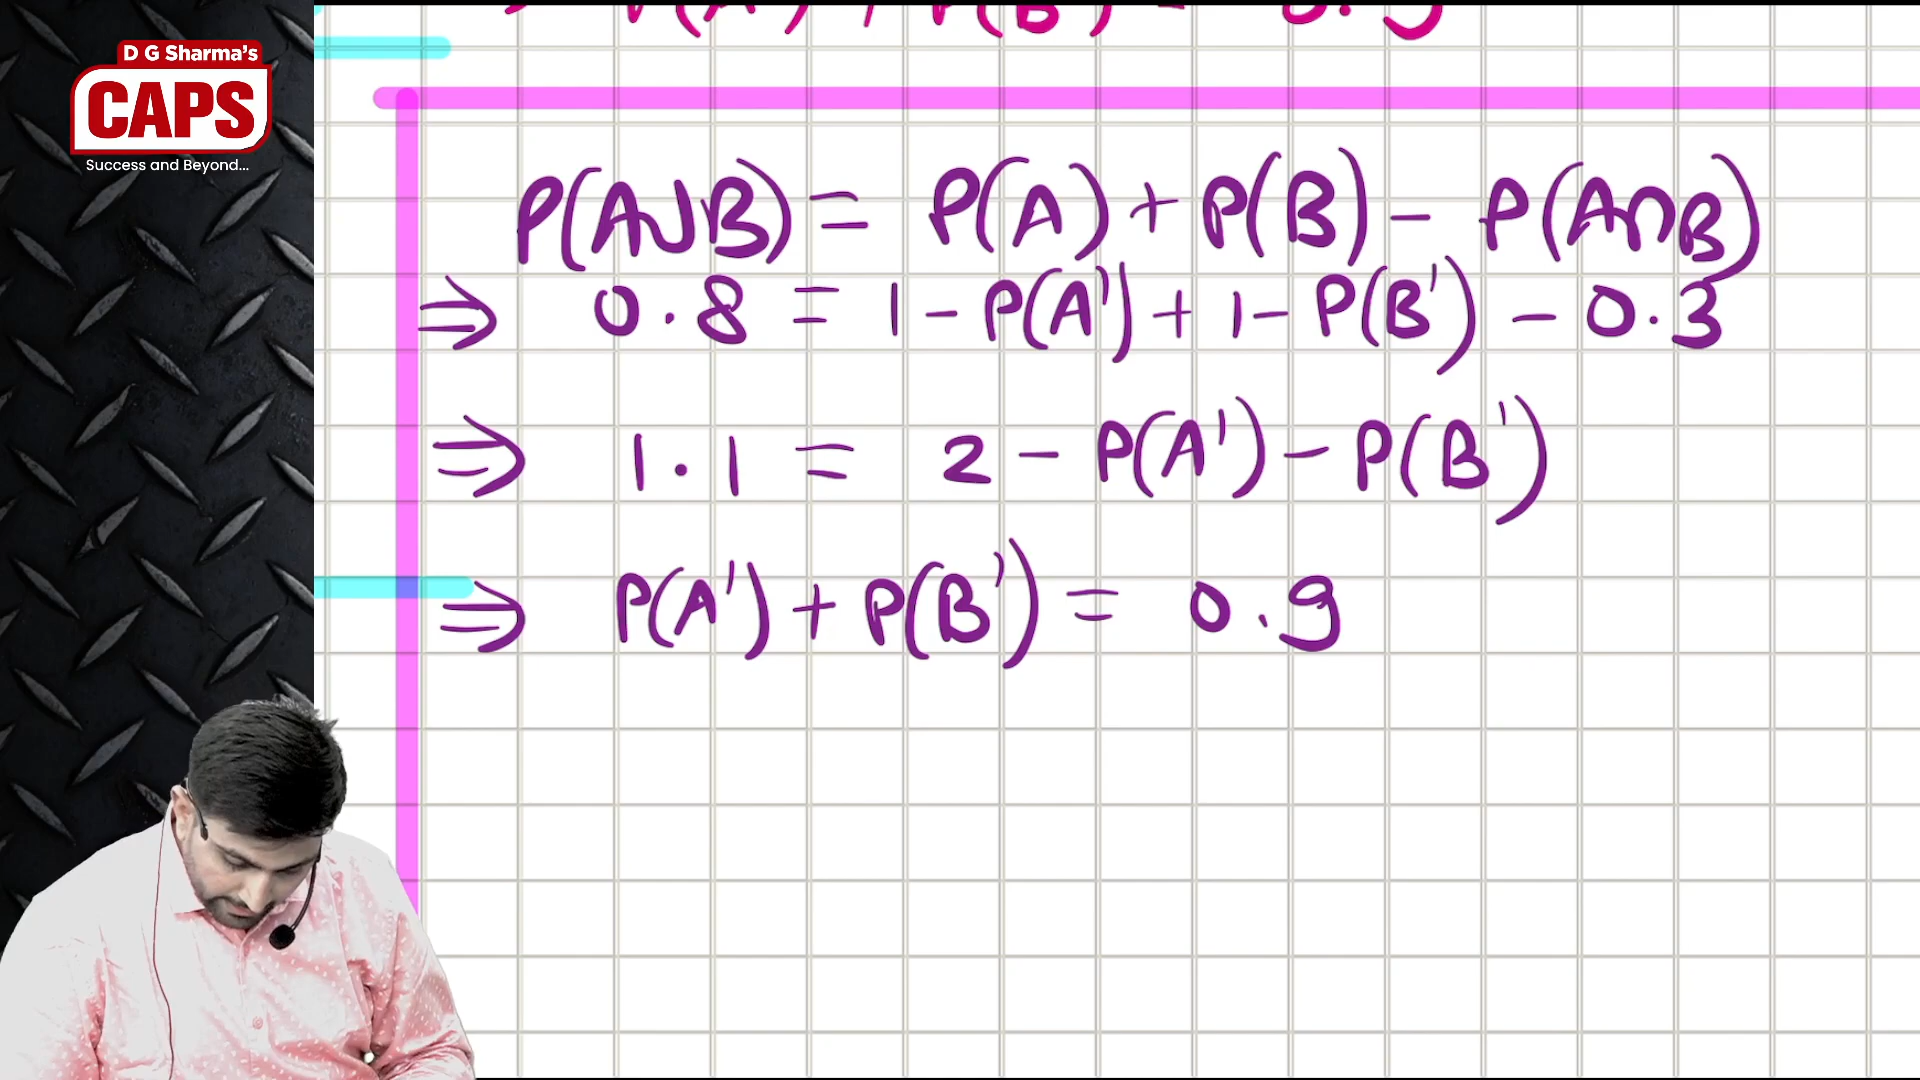 D G Sharma's
CAPS
Success and Beyond...
P(A∪B) = P(A) + P(B) - P(A∩B)
⇒ 0.8 = 1 - P(A') + 1 - P(B') - 0.3
⇒ 1.1 = 2 - P(A') - P(B')
⇒ P(A') + P(B') = 0.9